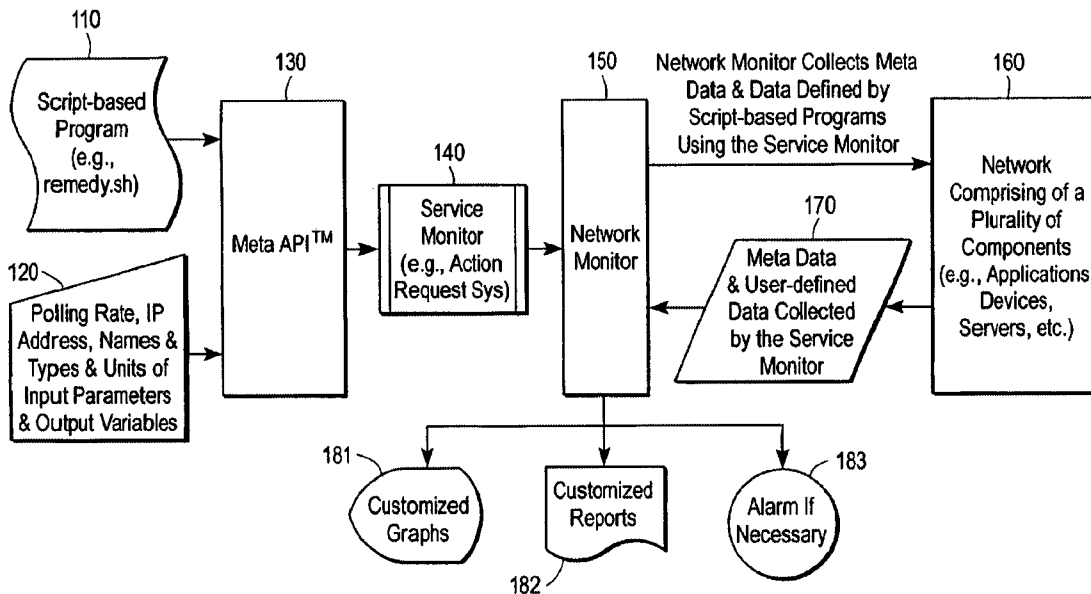 110
Script-based
Program
(e.g.,
remedy.sh)
120
Polling Rate, IP
Address, Names &
Types & Units of
Input Parameters
& Output Variables
130
Meta API™
140
Service
Monitor
(e.g., Action
Request Sys)
150
Network
Monitor
Network Monitor Collects Meta
Data & Data Defined by
Script-based Programs
Using the Service Monitor
160
Network
Comprising of a
Plurality of
Components
(e.g., Applications
Devices,
Servers, etc.)
170
Meta Data
& User-defined
Data Collected
by the Service
Monitor
181
Customized
Graphs
Customized
Reports
182
183
Alarm If
Necessary